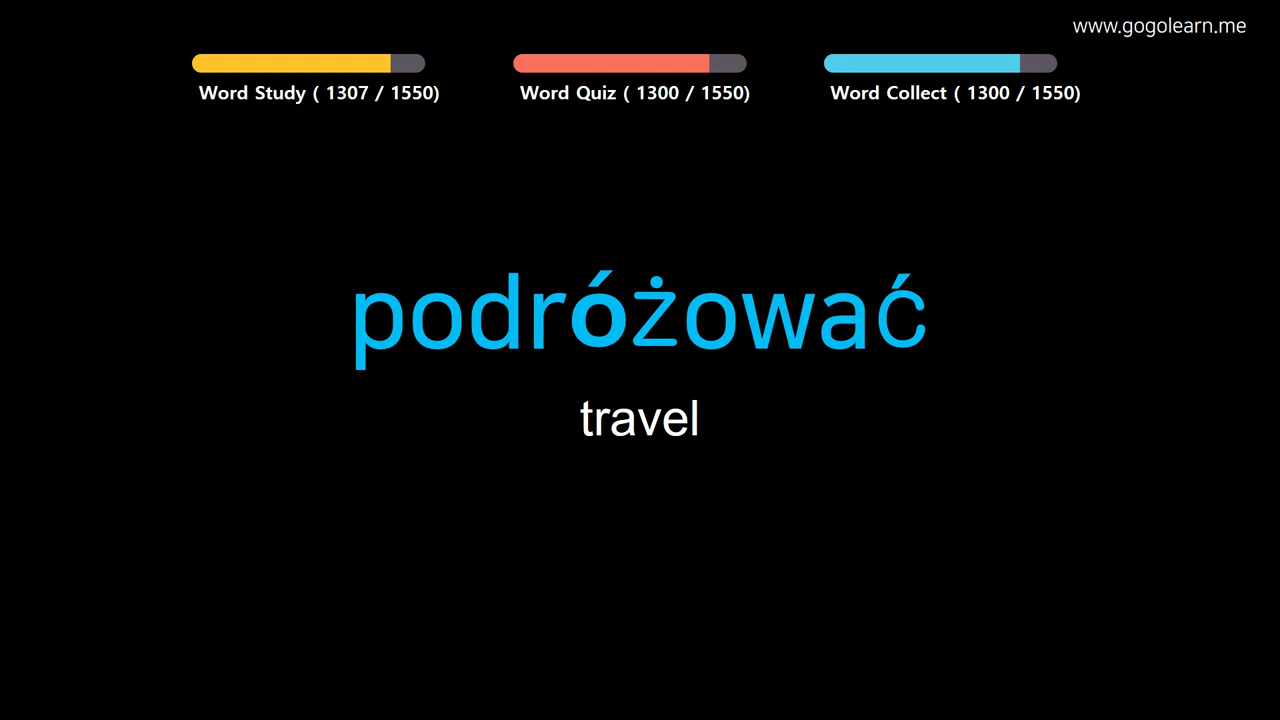 www.gogolearn.me
Word Study ( 1307 / 1550)
Word Quiz ( 1300 / 1550)
Word Collect ( 1300 / 1550)
podróżować
travel